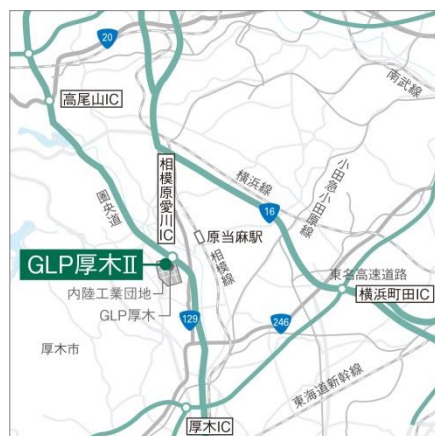 20
高尾山IC
南武線
圏央道
相模原愛川IC
横浜線
小田急小田原線
16
原当麻駅
相模線
GLP厚木Ⅱ
内陸工業団地
GLP厚木
東名高速道路
横浜町田IC
129
246
厚木市
東海道新幹線
厚木IC